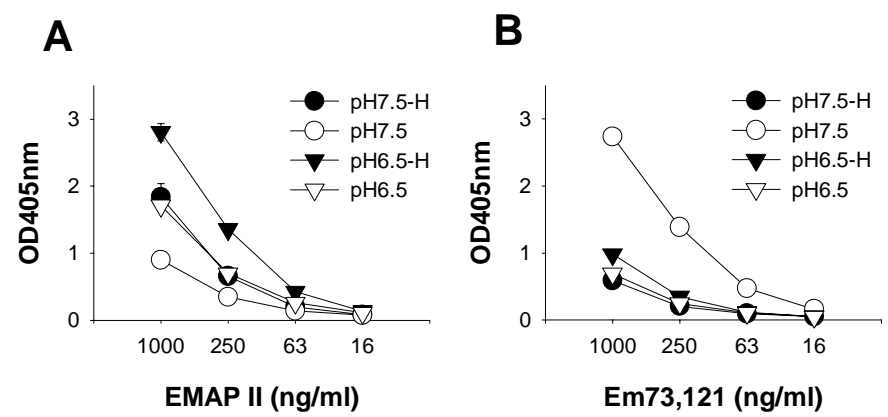 A
OD405nm
3
2
1
0
pH7.5-H
pH7.5
pH6.5-H
pH6.5
1000 250 63 16
EMAP II (ng/ml)
B
OD405nm
3
2
1
0
pH7.5-H
pH7.5
pH6.5-H
pH6.5
1000 250 63 16
Em73,121 (ng/ml)